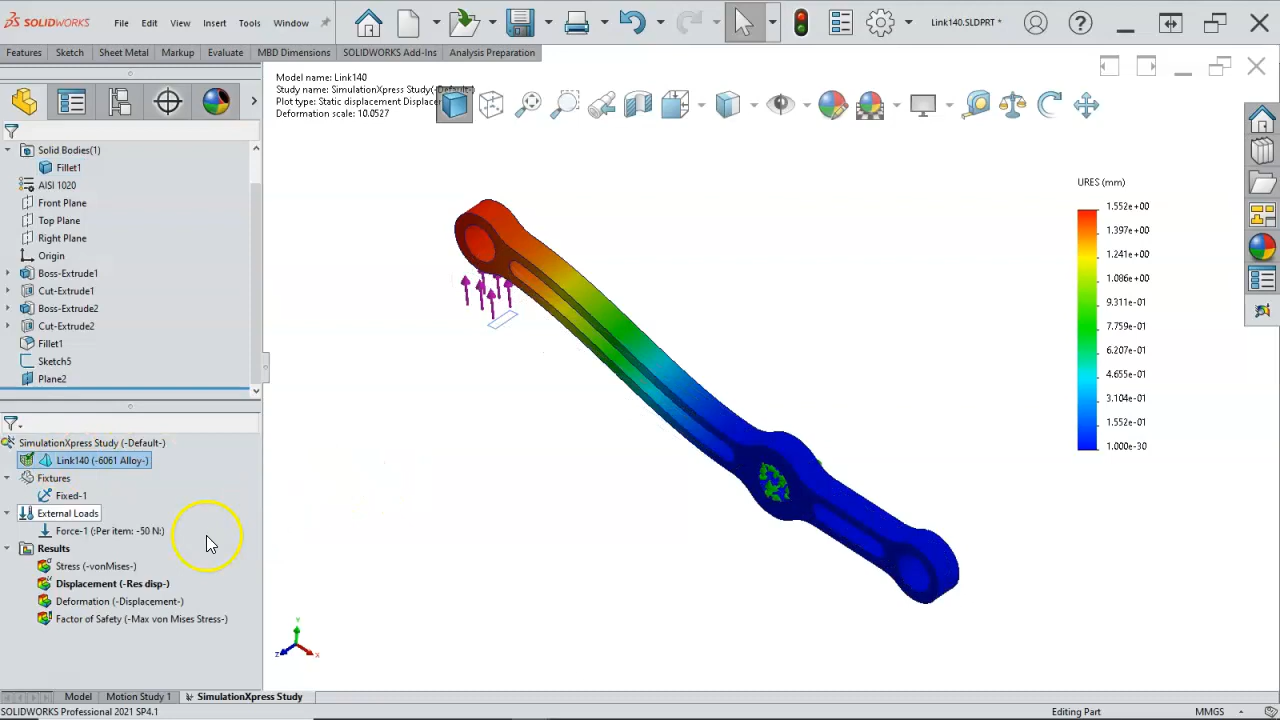 SOLIDWORKS
File
Edit
View
Insert
Tools
Window
Link140.SLDPRT
Features
Sketch
Sheet Metal
Markup
Evaluate
MBD Dimensions
SOLIDWORKS Add-Ins
Analysis Preparation
Model name: Link140
Study name: SimulationXpress Study(-Default-)
Plot type: Static displacement Displace
Deformation scale: 10.0527
Solid Bodies(1)
Fillet1
AISI 1020
Front Plane
Top Plane
Right Plane
Origin
Boss-Extrude1
Cut-Extrude1
Boss-Extrude2
Cut-Extrude2
Fillet1
Sketch5
Plane2
SimulationXpress Study (-Default-)
Link140 (-6061 Alloy-)
Fixtures
Fixed-1
External Loads
Force-1 (:Per item: -50 N:)
Results
Stress (-vonMises-)
Displacement (-Res disp-)
Deformation (-Displacement-)
Factor of Safety (-Max von Mises Stress-)
URES (mm)
1.552e+00
1.397e+00
1.241e+00
1.086e+00
9.311e-01
7.759e-01
6.207e-01
4.655e-01
3.104e-01
1.552e-01
1.000e-30
Y
Z
X
Model
Motion Study 1
SimulationXpress Study
SOLIDWORKS Professional 2021 SP4.1
Editing Part
MMGS